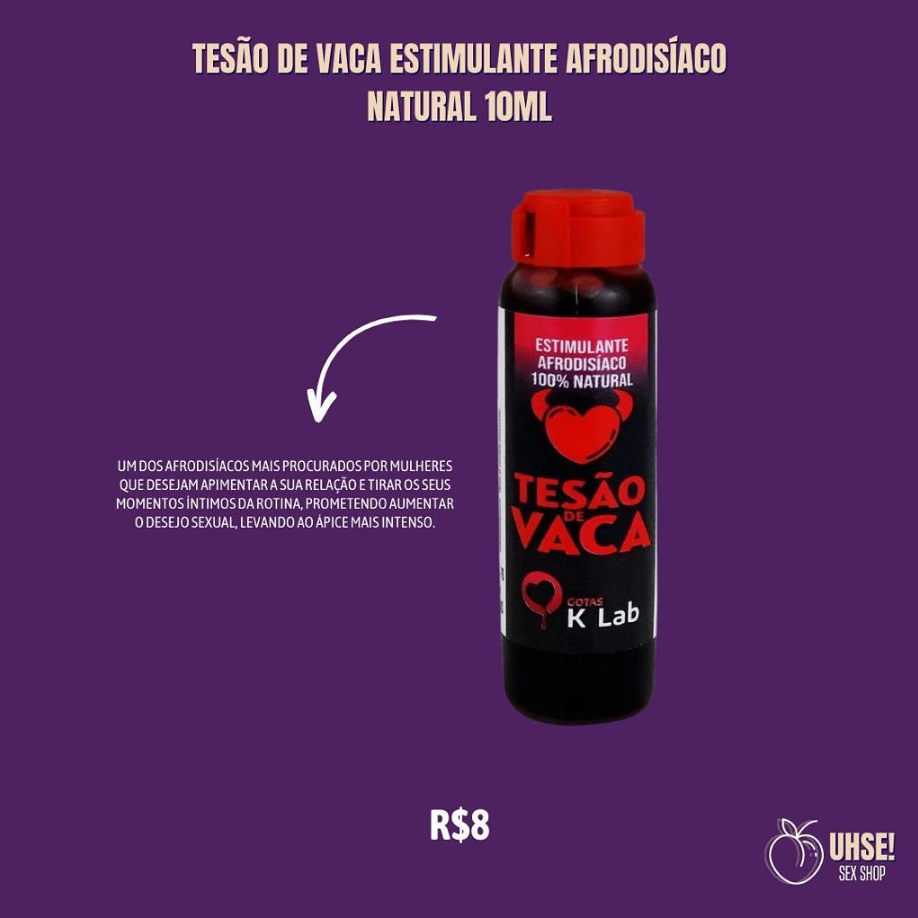 TESÃO DE VACA ESTIMULANTE AFRODISÍACO
NATURAL 10ML
ESTIMULANTE
AFRODISÍACO
100% NATURAL
TESÃO
DE
VACA
GOTAS
K Lab
UM DOS AFRODISÍACOS MAIS PROCURADOS POR MULHERES
QUE DESEJAM APIMENTAR A SUA RELAÇÃO E TIRAR OS SEUS
MOMENTOS ÍNTIMOS DA ROTINA, PROMETENDO AUMENTAR
O DESEJO SEXUAL, LEVANDO AO ÁPICE MAIS INTENSO.
R$8
UHSE!
SEX SHOP